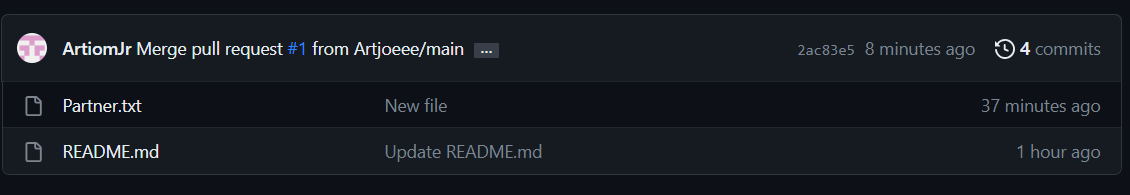 ArtiomJr Merge pull request #1 from Artjoeee/main ... 2ac83e5 8 minutes ago 4 commits
Partner.txt New file 37 minutes ago
README.md Update README.md 1 hour ago